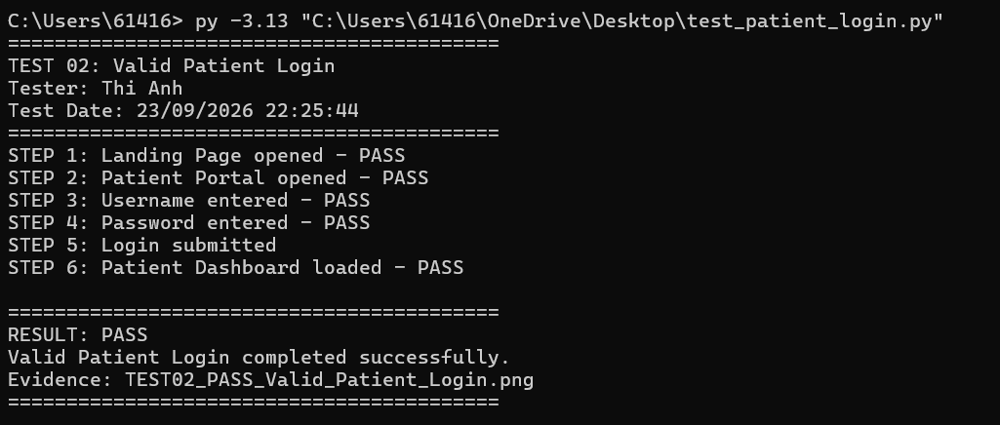 C:\Users\61416> py -3.13 "C:\Users\61416\OneDrive\Desktop\test_patient_login.py"
==========================================
TEST 02: Valid Patient Login
Tester: Thi Anh
Test Date: 23/09/2026 22:25:44
==========================================
STEP 1: Landing Page opened - PASS
STEP 2: Patient Portal opened - PASS
STEP 3: Username entered - PASS
STEP 4: Password entered - PASS
STEP 5: Login submitted
STEP 6: Patient Dashboard loaded - PASS

==========================================
RESULT: PASS
Valid Patient Login completed successfully.
Evidence: TEST02_PASS_Valid_Patient_Login.png
==========================================